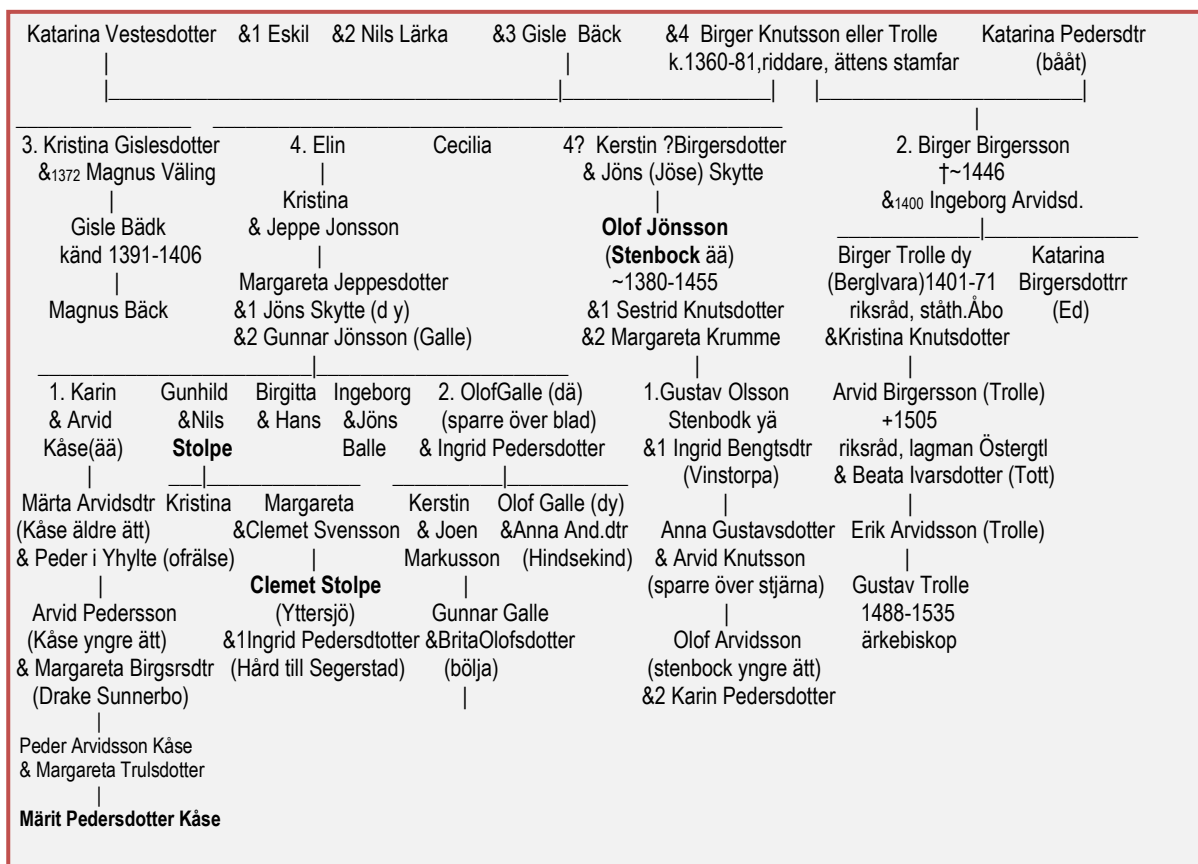 Katarina Vestesdotter &1 Eskil &2 Nils Lärka &3 Gisle Bäck &4 Birger Knutsson eller Trolle Katarina Pedersdtr
| | k.1360-81,riddare, ättens stamfar (bååt)
3. Kristina Gislesdotter 4. Elin Cecilia 4? Kerstin ?Birgersdotter 2. Birger Birgersson
&1372 Magnus Väling | & Jöns (Jöse) Skytte †~1446
| Kristina | &1400 Ingeborg Arvidsd.
Gisle Bädk & Jeppe Jonsson Olof Jönsson
känd 1391-1406 | (Stenbock ää) Birger Trolle dy Katarina
| Margareta Jeppesdotter ~1380-1455 (Berglvara)1401-71 Birgersdottrr
Magnus Bäck &1 Jöns Skytte (d y) &1 Sestrid Knutsdotter riksråd, ståth.Åbo (Ed)
&2 Gunnar Jönsson (Galle) &2 Margareta Krumme &Kristina Knutsdotter
1. Karin Gunhild Birgitta Ingeborg 2. OlofGalle (dä) 1.Gustav Olsson Arvid Birgersson (Trolle)
& Arvid &Nils & Hans &Jöns (sparre över blad) Stenbodk yä +1505
Kåse(ää) Stolpe Balle & Ingrid Pedersdotter &1 Ingrid Bengtsdtr riksråd, lagman Östergtl
| (Vinstorpa) & Beata Ivarsdotter (Tott)
Märta Arvidsdtr Kristina Margareta Kerstin Olof Galle (dy) | |
(Kåse äldre ätt) &Clemet Svensson & Joen &Anna And.dtr Anna Gustavsdotter Erik Arvidsson (Trolle)
& Peder i Yhylte (ofrälse) | Markusson (Hindsekind) & Arvid Knutsson |
| Clemet Stolpe | (sparre över stjärna) Gustav Trolle
Arvid Pedersson (Yttersjö) Gunnar Galle | 1488-1535
(Kåse yngre ätt) &1Ingrid Pedersdtotter &BritaOlofsdotter Olof Arvidsson ärkebiskop
& Margareta Birgsrsdtr (Hård till Segerstad) (bölja) (stenbock yngre ätt)
(Drake Sunnerbo) | &2 Karin Pedersdotter
|
Peder Arvidsson Kåse
& Margareta Trulsdotter
|
Märit Pedersdotter Kåse